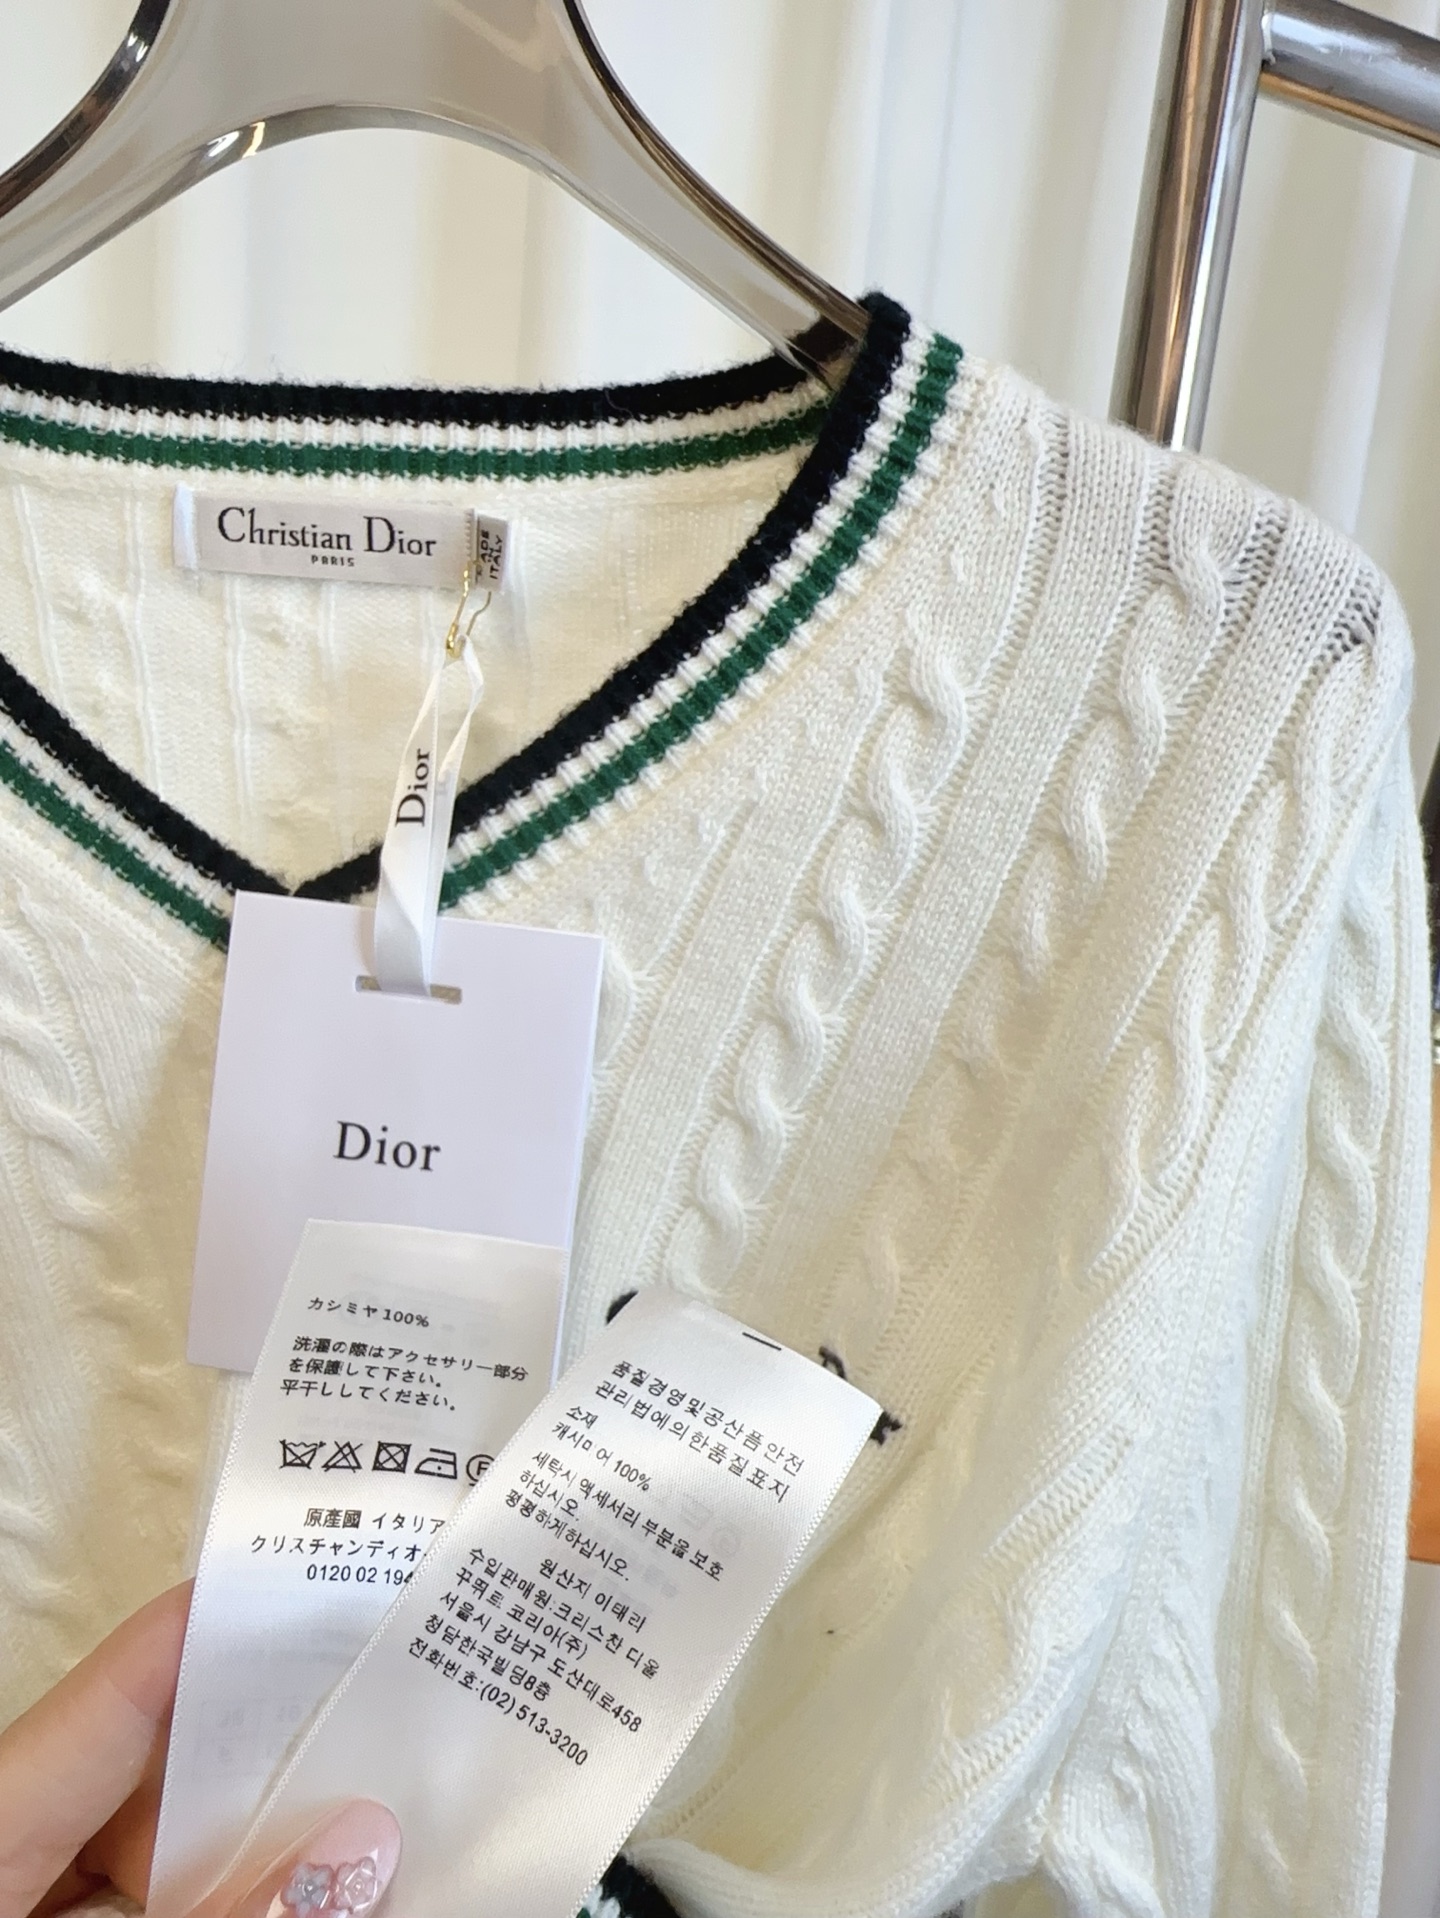 Christian Dior
PARIS
MADE
IN
ITALY
Dior
Dior
カシミヤ 100%
洗濯の際はアクセサリー部分
を保護して下さい。
平干ししてください。
原產國 イタリア
クリスチャンディオ
0120 02 194
품질경영및공산품안전
관리법에의한품질표지
소재
캐시미어 100%
세탁시 액세서리 부분을 보호
하십시오.
평평하게하십시오.
원산지 이태리
수입판매원:크리스찬 디올
꾸뛰르 코리아(주)
서울시 강남구 도산대로458
청담한국빌딩8층
전화번호:(02) 513-3200